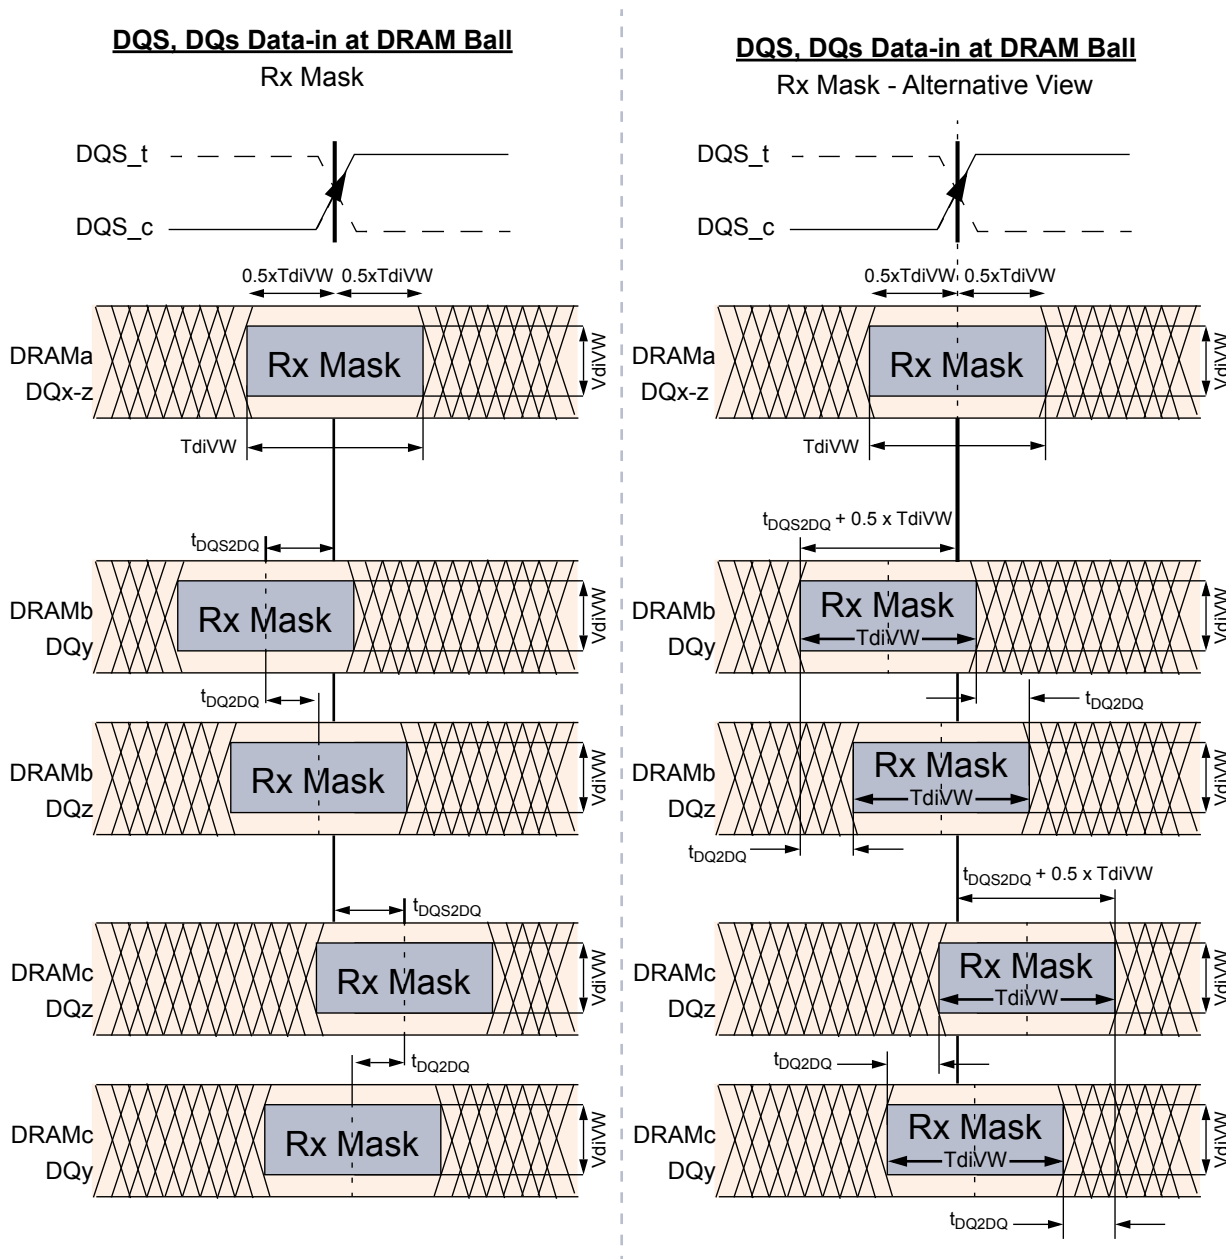 DQS, DQs Data-in at DRAM Ball
Rx Mask
DQS_t
DQS_c
0.5xTdiVW 0.5xTdiVW
DRAMa
DQx-z
Rx Mask
VdiVW
TdiVW
tDQS2DQ
DRAMb
DQy
Rx Mask
VdiVW
tDQ2DQ
DRAMb
DQz
Rx Mask
VdiVW
tDQS2DQ
DRAMc
DQz
Rx Mask
VdiVW
tDQ2DQ
DRAMc
DQy
Rx Mask
VdiVW
DQS, DQs Data-in at DRAM Ball
Rx Mask - Alternative View
DQS_t
DQS_c
0.5xTdiVW 0.5xTdiVW
DRAMa
DQx-z
Rx Mask
VdiVW
TdiVW
tDQS2DQ + 0.5 x TdiVW
DRAMb
DQy
Rx Mask
TdiVW
VdiVW
tDQ2DQ
DRAMb
DQz
Rx Mask
TdiVW
VdiVW
tDQ2DQ
tDQS2DQ + 0.5 x TdiVW
DRAMc
DQz
Rx Mask
TdiVW
VdiVW
tDQ2DQ
DRAMc
DQy
Rx Mask
TdiVW
VdiVW
tDQ2DQ